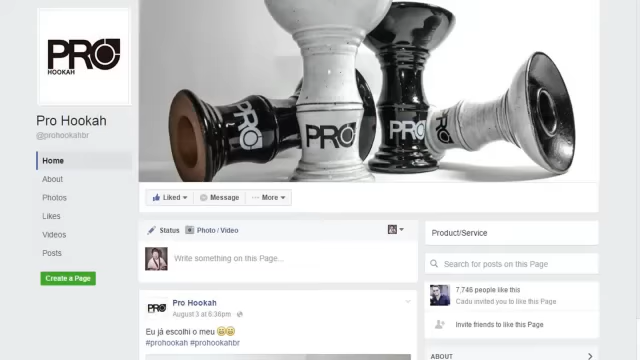 PRO
HOOKAH
PRO
PRO
PRO
PRO
Pro Hookah
@prohookahbr
Home
About
Photos
Likes
Videos
Posts
Create a Page
Liked
Message
More
Status
Photo / Video
Write something on this Page...
PRO
Pro Hookah
August 3 at 6:36pm ·
Eu já escolhi o meu 😄😄
#prohookah #prohookahbr
Product/Service
Search for posts on this Page
7,746 people like this
Cadu invited you to like this Page
Invite friends to like this Page
ABOUT